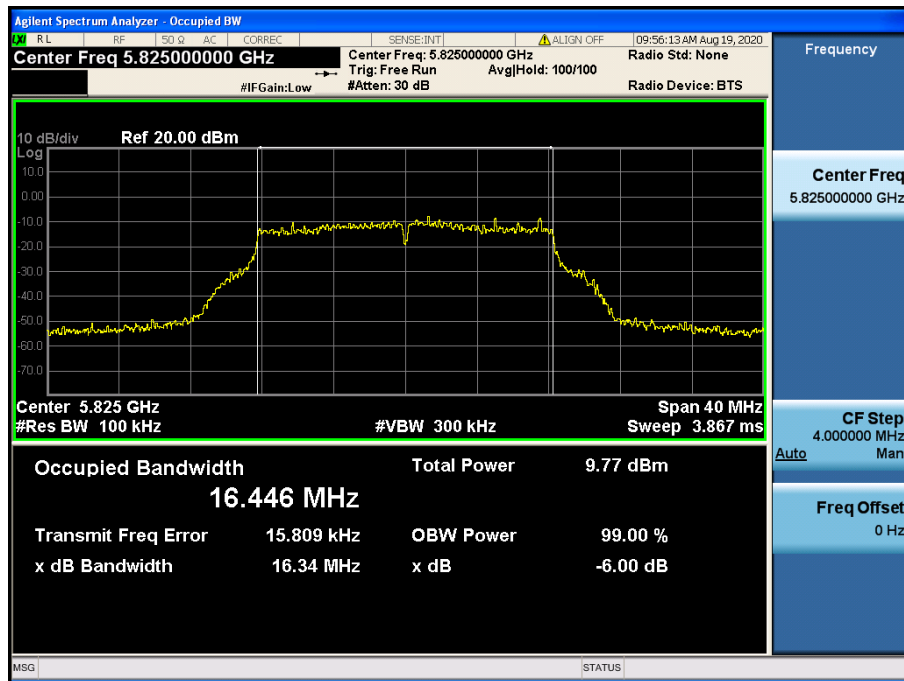 Agilent Spectrum Analyzer - Occupied BW
LXI RL RF 50 Ω AC CORREC SENSE:INT ALIGN OFF 09:56:13 AM Aug 19, 2020
Center Freq 5.825000000 GHz
Center Freq: 5.825000000 GHz
Radio Std: None
Trig: Free Run Avg|Hold: 100/100
#IFGain:Low
#Atten: 30 dB
Radio Device: BTS
10 dB/div Ref 20.00 dBm
Log
10.0
0.00
-10.0
-20.0
-30.0
-40.0
-50.0
-60.0
-70.0
Center 5.825 GHz Span 40 MHz
#Res BW 100 kHz #VBW 300 kHz Sweep 3.867 ms
Occupied Bandwidth Total Power 9.77 dBm
16.446 MHz
Transmit Freq Error 15.809 kHz OBW Power 99.00 %
x dB Bandwidth 16.34 MHz x dB -6.00 dB
Frequency
Center Freq
5.825000000 GHz
CF Step
4.000000 MHz
Auto Man
Freq Offset
0 Hz
MSG STATUS